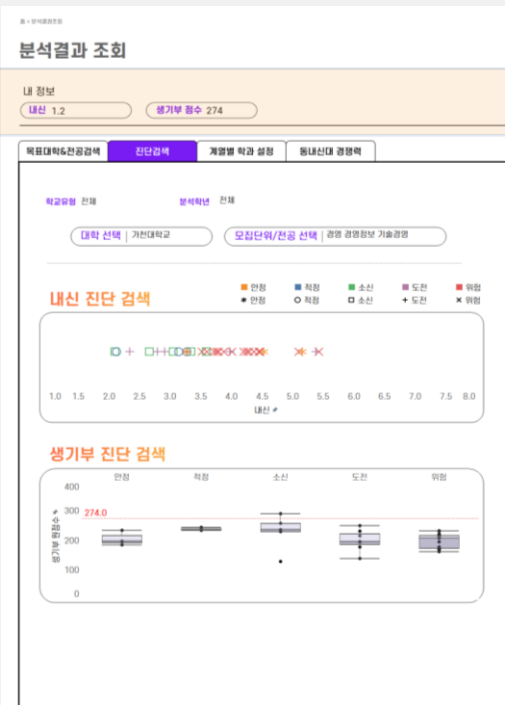 홈 > 분석결과조회
분석결과 조회
내 정보
내신 1.2 생기부 점수 274
목표대학&전공검색 진단검색 계열별 학과 설정 동내신대 경쟁력
학교유형 전체 분석학년 전체
대학 선택 | 가천대학교 모집단위/전공 선택 | 경영 경영정보 기술경영
내신 진단 검색
안정 적정 소신 도전 위험
안정 적정 소신 도전 위험
1.0 1.5 2.0 2.5 3.0 3.5 4.0 4.5 5.0 5.5 6.0 6.5 7.0 7.5 8.0
내신
생기부 진단 검색
안정 적정 소신 도전 위험
400
300 274.0
200
100
0
생기부 원점수